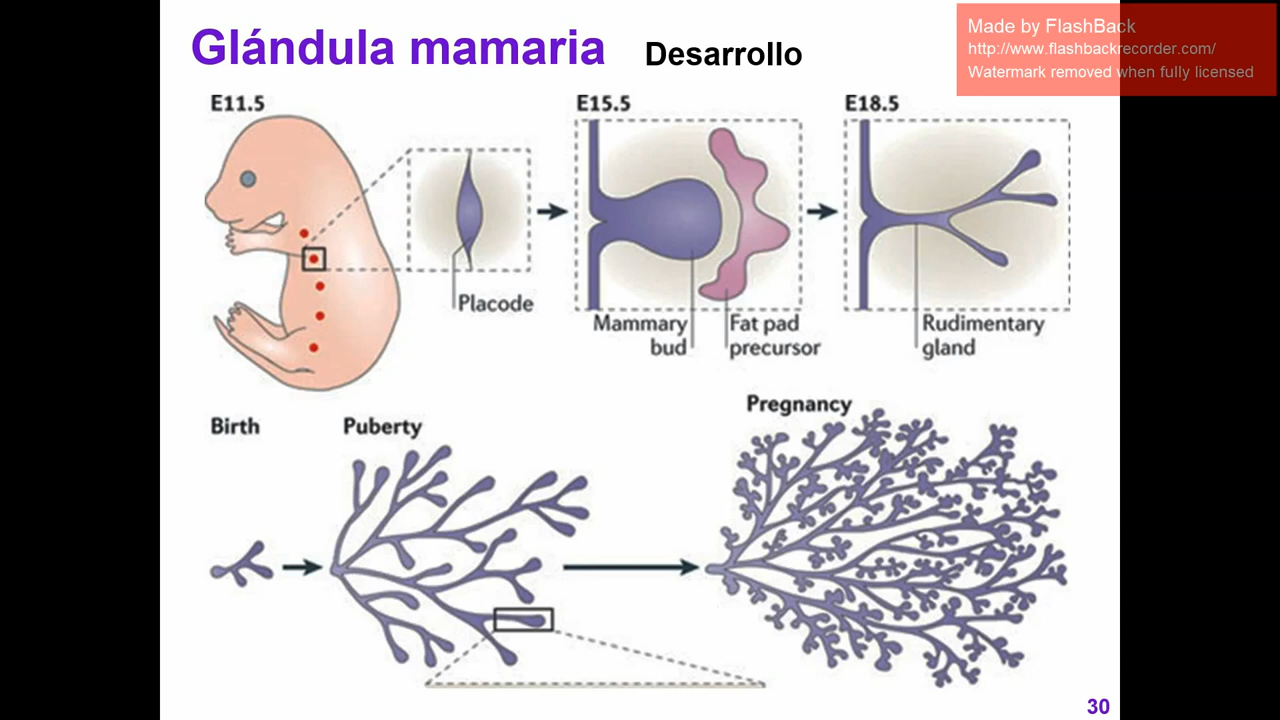 Glándula mamaria Desarrollo
Made by FlashBack
http://www.flashbackrecorder.com/
Watermark removed when fully licensed
E11.5
E15.5
E18.5
Placode
Mammary
bud
Fat pad
precursor
Rudimentary
gland
Birth
Puberty
Pregnancy
30